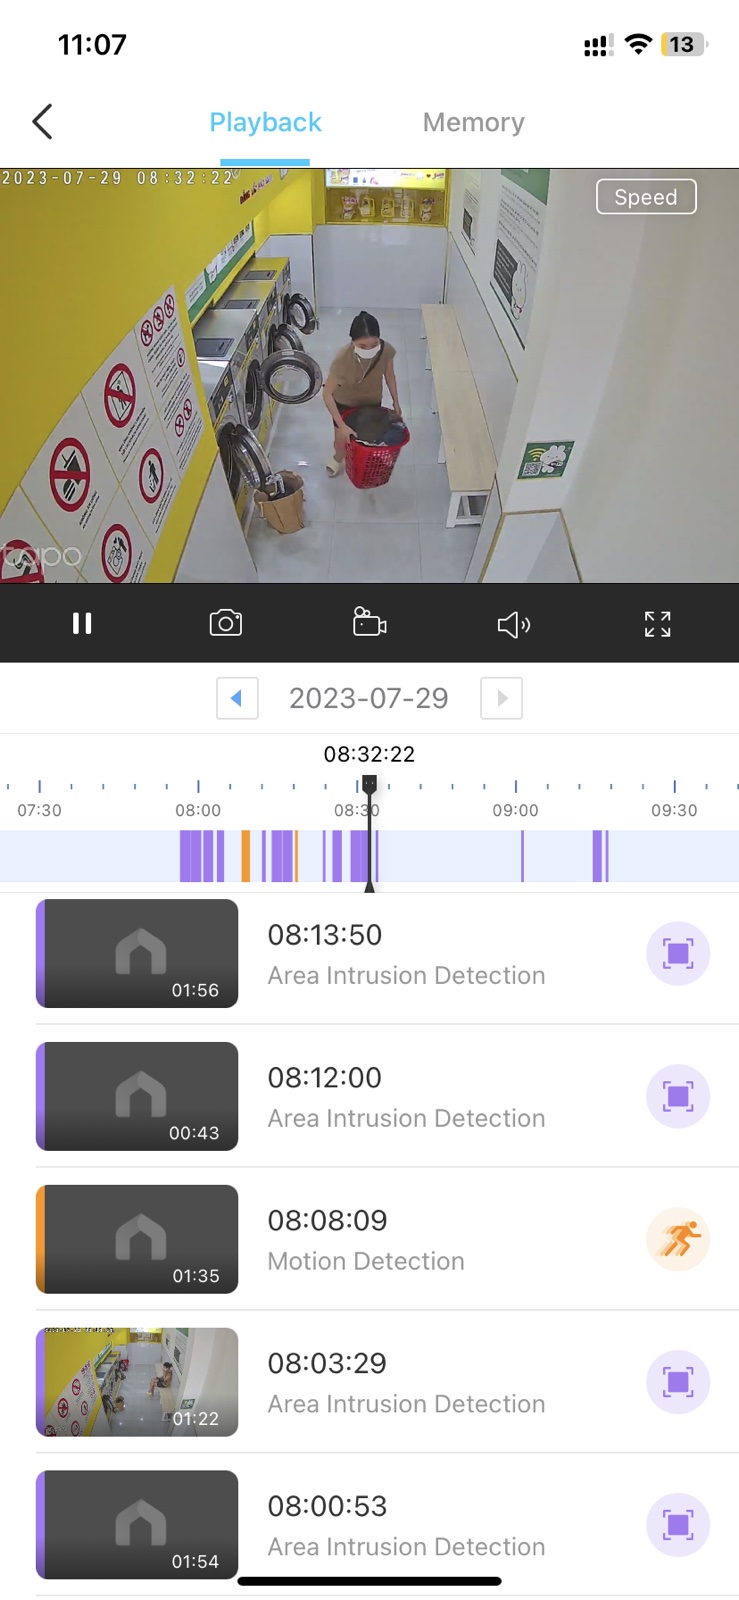 11:07
13
Playback
Memory
2023-07-29 08:32:22
Speed
tapo
2023-07-29
08:32:22
07:30
08:00
08:30
09:00
09:30
08:13:50
Area Intrusion Detection
01:56
08:12:00
Area Intrusion Detection
00:43
08:08:09
Motion Detection
01:35
08:03:29
Area Intrusion Detection
01:22
08:00:53
Area Intrusion Detection
01:54